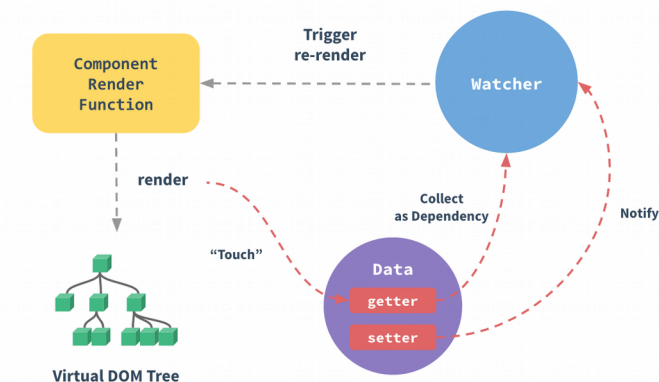 Trigger
re-render
Component
Render
Function
Watcher
render
Collect
as Dependency
Notify
“Touch”
Data
getter
setter
Virtual DOM Tree